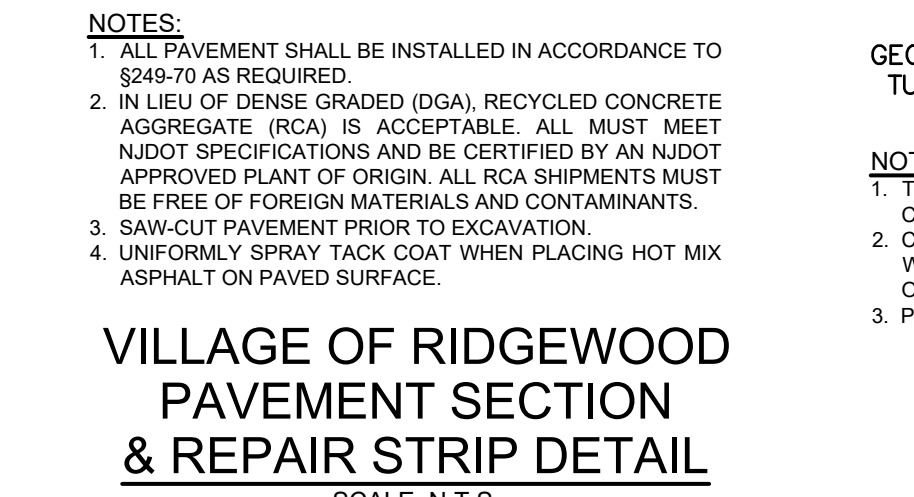 NOTES:
1. ALL PAVEMENT SHALL BE INSTALLED IN ACCORDANCE TO
§249-70 AS REQUIRED.
2. IN LIEU OF DENSE GRADED (DGA), RECYCLED CONCRETE
AGGREGATE (RCA) IS ACCEPTABLE. ALL MUST MEET
NJDOT SPECIFICATIONS AND BE CERTIFIED BY AN NJDOT
APPROVED PLANT OF ORIGIN. ALL RCA SHIPMENTS MUST
BE FREE OF FOREIGN MATERIALS AND CONTAMINANTS.
3. SAW-CUT PAVEMENT PRIOR TO EXCAVATION.
4. UNIFORMLY SPRAY TACK COAT WHEN PLACING HOT MIX
ASPHALT ON PAVED SURFACE.
VILLAGE OF RIDGEWOOD
PAVEMENT SECTION
& REPAIR STRIP DETAIL
SCALE: N.T.S.
1.
2.
3.